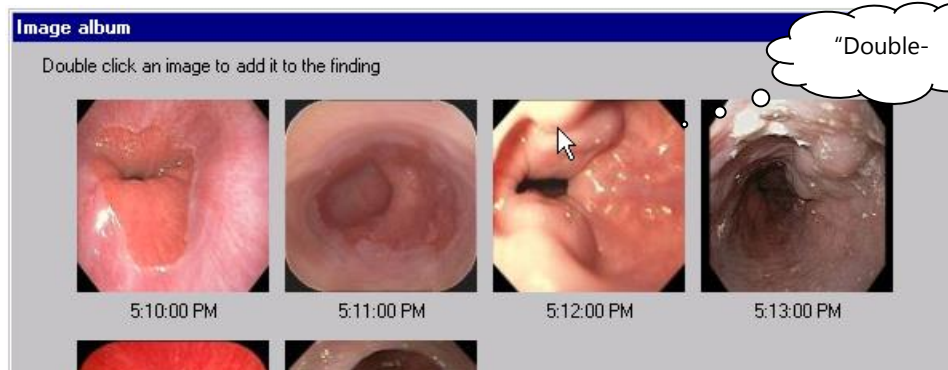 Image album
"Double-
Double click an image to add it to the finding
5:10:00 PM 5:11:00 PM 5:12:00 PM 5:13:00 PM